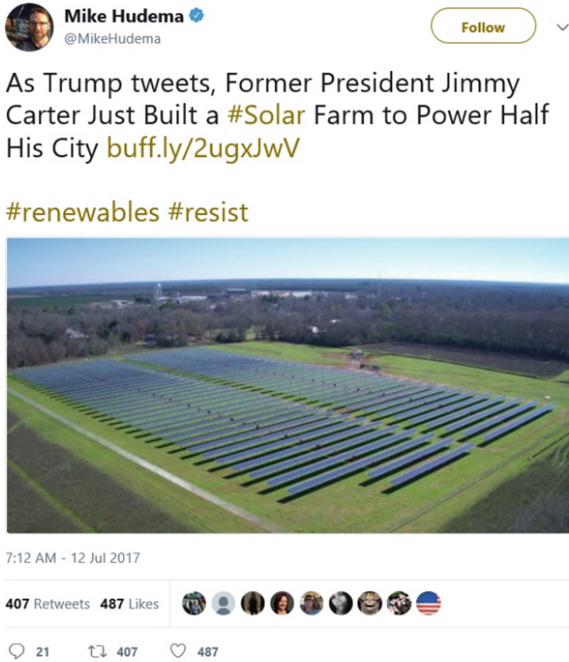 Mike Hudema
@MikeHudema
Follow
As Trump tweets, Former President Jimmy
Carter Just Built a #Solar Farm to Power Half
His City buff.ly/2ugxJwV
#renewables #resist
7:12 AM - 12 Jul 2017
407 Retweets 487 Likes
21 407 487